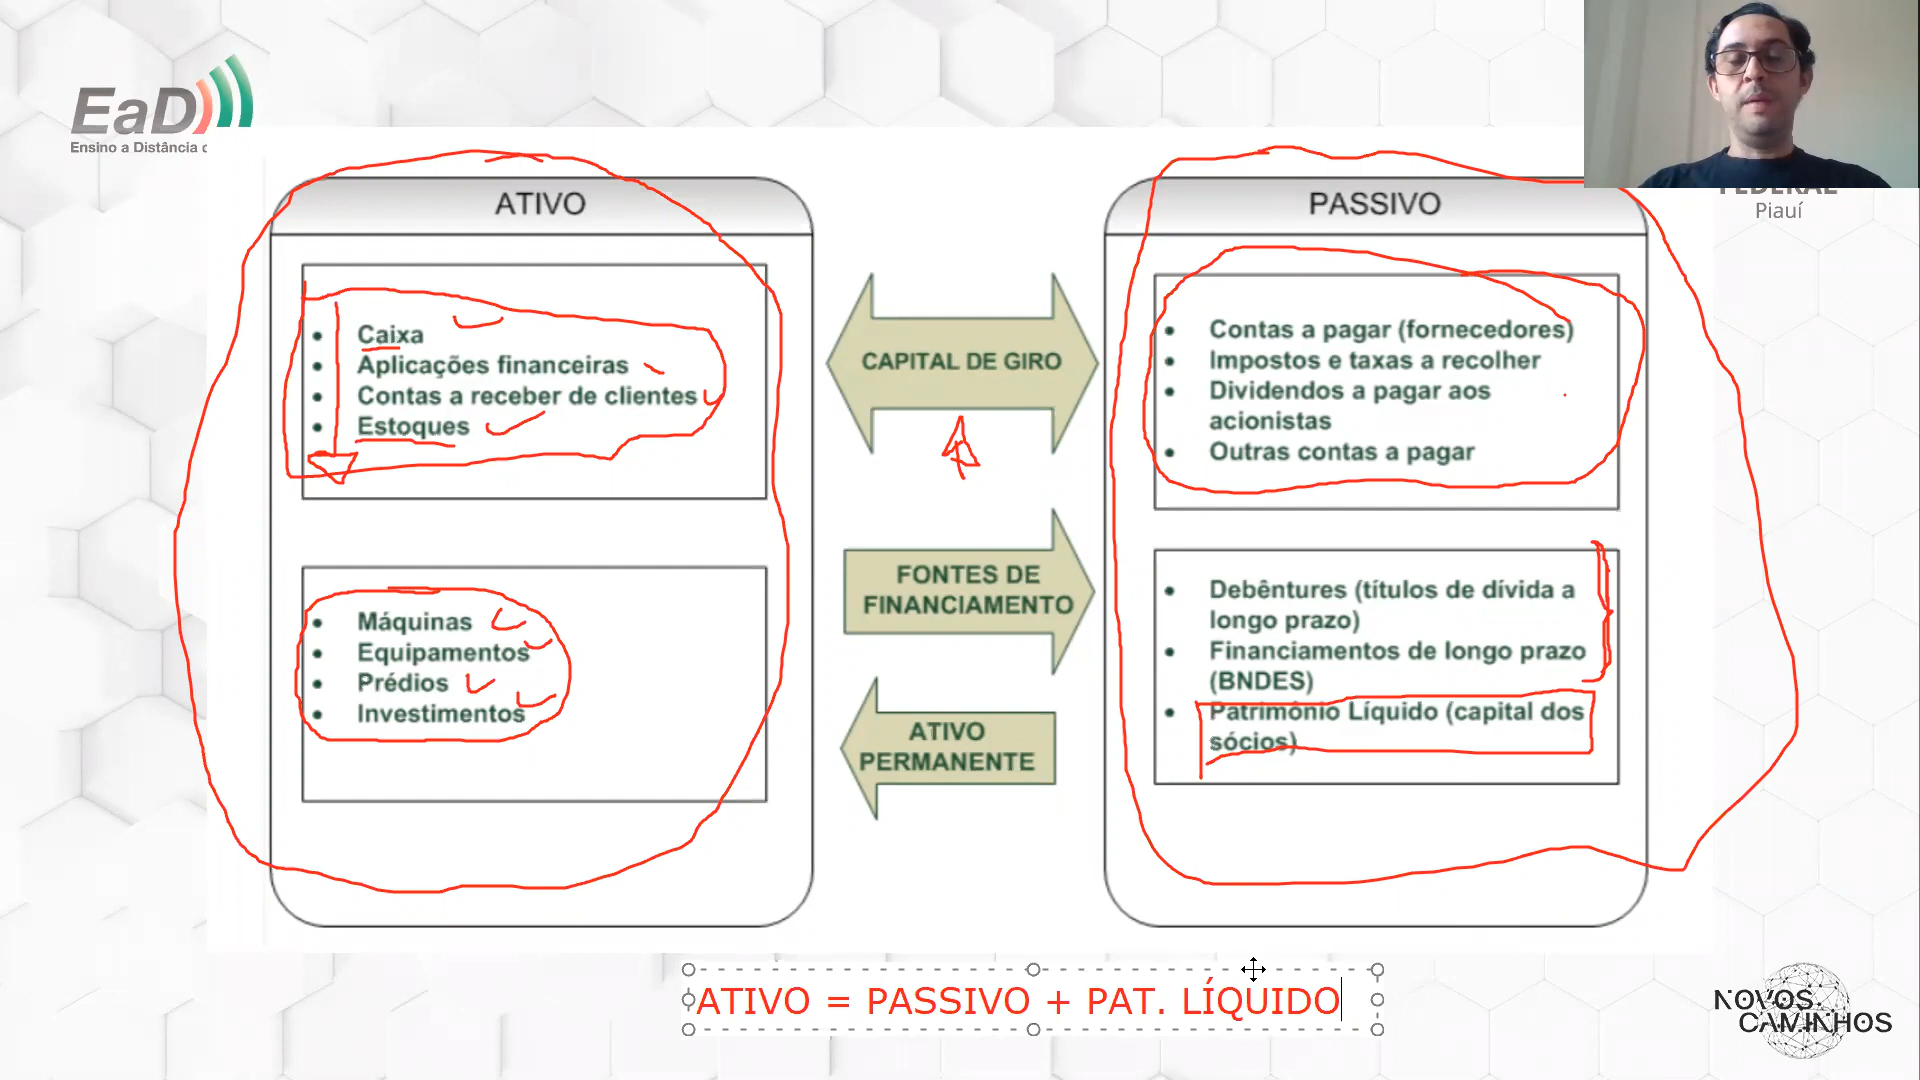 EaD
Ensino a Distância
FEDERAL
Piauí
ATIVO
Caixa
Aplicações financeiras
Contas a receber de clientes
Estoques
Máquinas
Equipamentos
Prédios
Investimentos
CAPITAL DE GIRO
FONTES DE
FINANCIAMENTO
ATIVO
PERMANENTE
PASSIVO
Contas a pagar (fornecedores)
Impostos e taxas a recolher
Dividendos a pagar aos
acionistas
Outras contas a pagar
Debêntures (títulos de dívida a
longo prazo)
Financiamentos de longo prazo
(BNDES)
Patrimônio Líquido (capital dos
sócios)
ATIVO = PASSIVO + PAT. LÍQUIDO
NOVOS
CAMINHOS